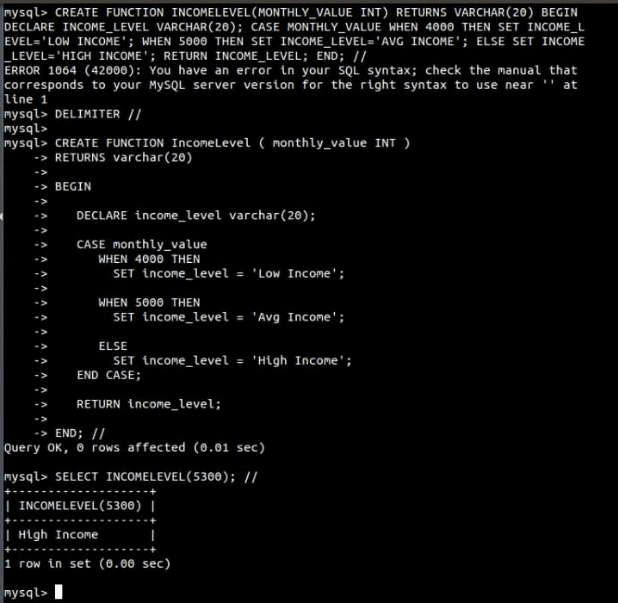 mysql> CREATE FUNCTION INCOMELEVEL(MONTHLY_VALUE INT) RETURNS VARCHAR(20) BEGIN
DECLARE INCOME_LEVEL VARCHAR(20); CASE MONTHLY_VALUE WHEN 4000 THEN SET INCOME_L
EVEL='LOW INCOME'; WHEN 5000 THEN SET INCOME_LEVEL='AVG INCOME'; ELSE SET INCOME
_LEVEL='HIGH INCOME'; RETURN INCOME_LEVEL; END; //
ERROR 1064 (42000): You have an error in your SQL syntax; check the manual that
corresponds to your MySQL server version for the right syntax to use near '' at
line 1
mysql> DELIMITER //
mysql>
mysql> CREATE FUNCTION IncomeLevel ( monthly_value INT )
    -> RETURNS varchar(20)
    ->
    -> BEGIN
    ->
    ->    DECLARE income_level varchar(20);
    ->
    ->    CASE monthly_value
    ->       WHEN 4000 THEN
    ->         SET income_level = 'Low Income';
    ->
    ->       WHEN 5000 THEN
    ->         SET income_level = 'Avg Income';
    ->
    ->       ELSE
    ->         SET income_level = 'High Income';
    ->    END CASE;
    ->
    ->    RETURN income_level;
    ->
    -> END; //
Query OK, 0 rows affected (0.01 sec)
mysql> SELECT INCOMELEVEL(5300); //
+-------------------+
| INCOMELEVEL(5300) |
+-------------------+
| High Income       |
+-------------------+
1 row in set (0.00 sec)
mysql>